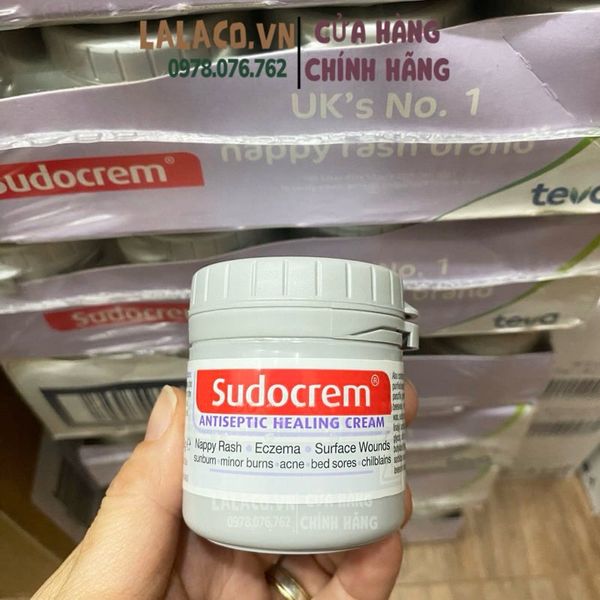 LALACO.VN
0978.076.762
CỬA HÀNG
CHÍNH HÃNG
UK's No. 1
nappy rash brand
Sudocrem®
teva
No. 1
Sudocrem®
teva
Sudocrem®
ANTISEPTIC HEALING CREAM
Nappy Rash • Eczema • Surface Wounds
sunburn • minor burns • acne • bed sores • chilblains
LALACO.VN
0978.076.762
CỬA HÀNG
CHÍNH HÃNG